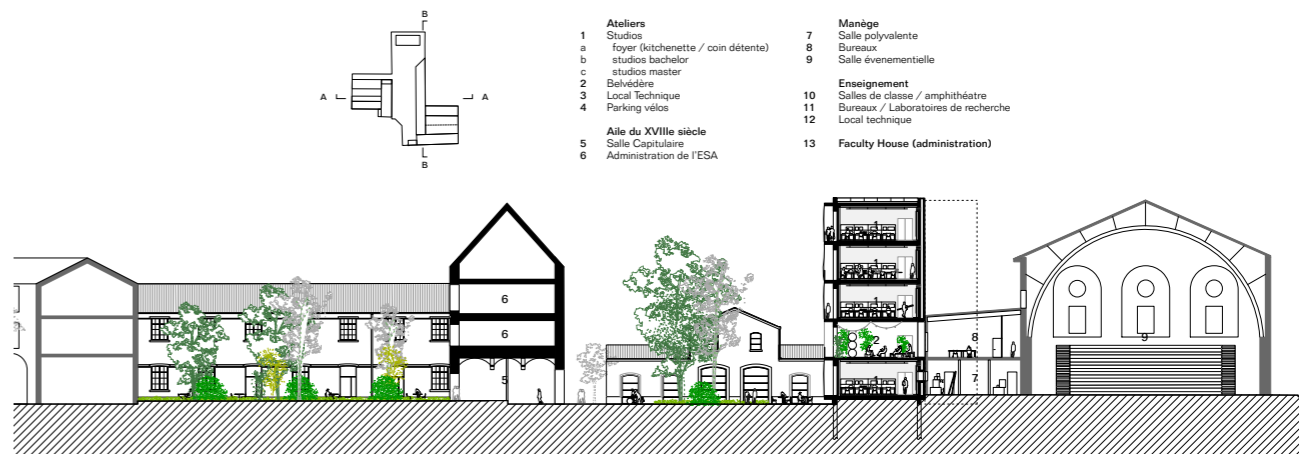 B
A
A
B
Ateliers
1 Studios
a foyer (kitchenette / coin détente)
b studios bachelor
c studios master
2 Belvédère
3 Local Technique
4 Parking vélos
Aile du XVIIIe siècle
5 Salle Capitulaire
6 Administration de l'ESA
Manège
7 Salle polyvalente
8 Bureaux
9 Salle évenementielle
Enseignement
10 Salles de classe / amphithéatre
11 Bureaux / Laboratoires de recherche
12 Local technique
13 Faculty House (administration)
1
1
6
1
6
2
8
9
5
1
7